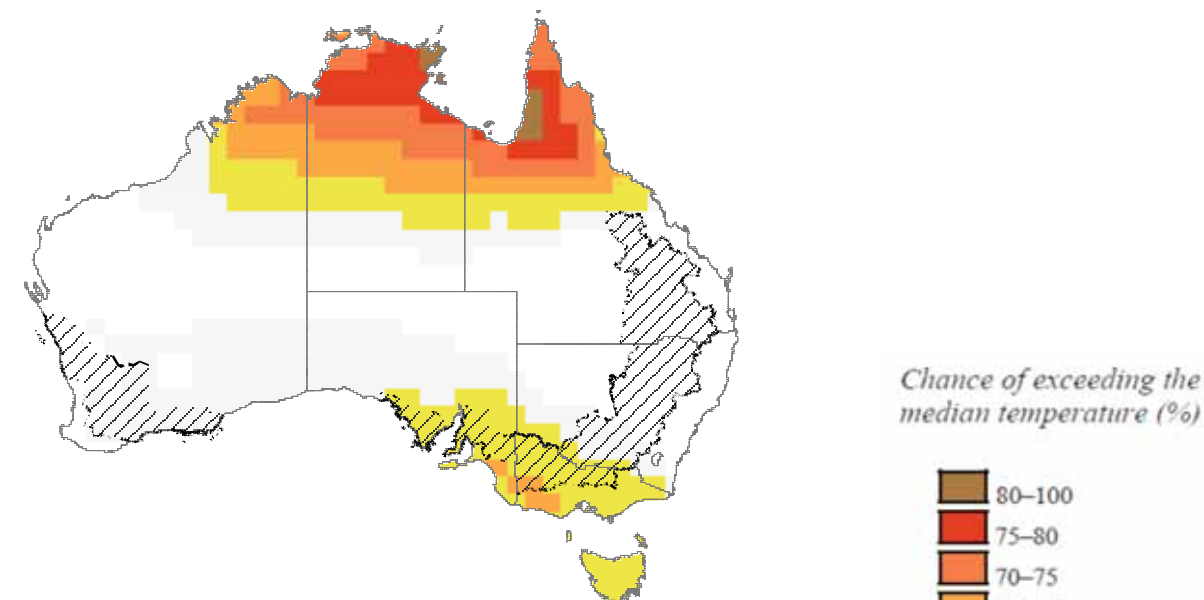 Chance of exceeding the
median temperature (%)
80–100
75–80
70–75